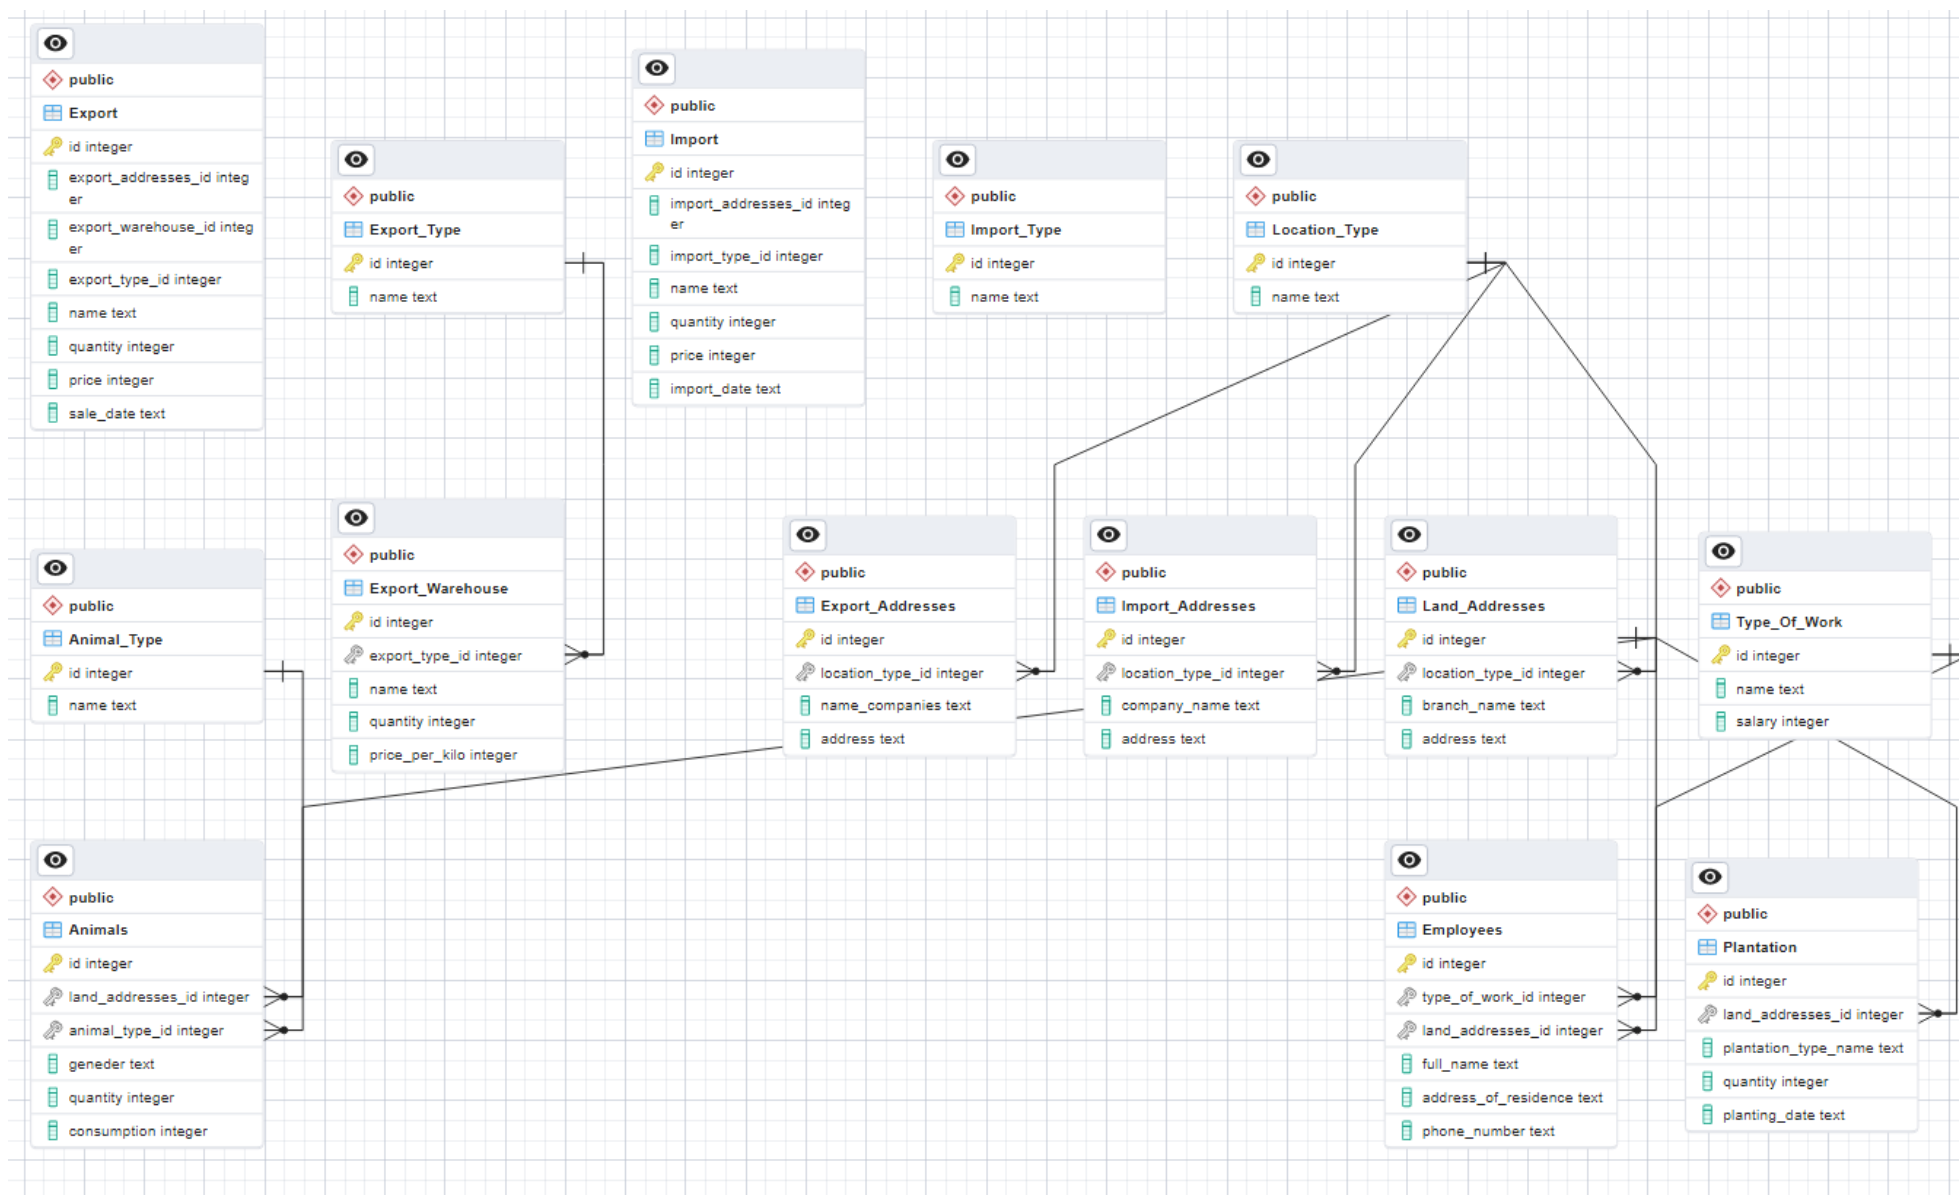 public
Export
id integer
export_addresses_id integ
er
export_warehouse_id integ
er
export_type_id integer
name text
quantity integer
price integer
sale_date text
public
Export_Type
id integer
name text
public
Import
id integer
import_addresses_id integ
er
import_type_id integer
name text
quantity integer
price integer
import_date text
public
Import_Type
id integer
name text
public
Location_Type
id integer
name text
public
Animal_Type
id integer
name text
public
Export_Warehouse
id integer
export_type_id integer
name text
quantity integer
price_per_kilo integer
public
Export_Addresses
id integer
location_type_id integer
name_companies text
address text
public
Import_Addresses
id integer
location_type_id integer
company_name text
address text
public
Land_Addresses
id integer
location_type_id integer
branch_name text
address text
public
Type_Of_Work
id integer
name text
salary integer
public
Animals
id integer
land_addresses_id integer
animal_type_id integer
geneder text
quantity integer
consumption integer
public
Employees
id integer
type_of_work_id integer
land_addresses_id integer
full_name text
address_of_residence text
phone_number text
public
Plantation
id integer
land_addresses_id integer
plantation_type_name text
quantity integer
planting_date text